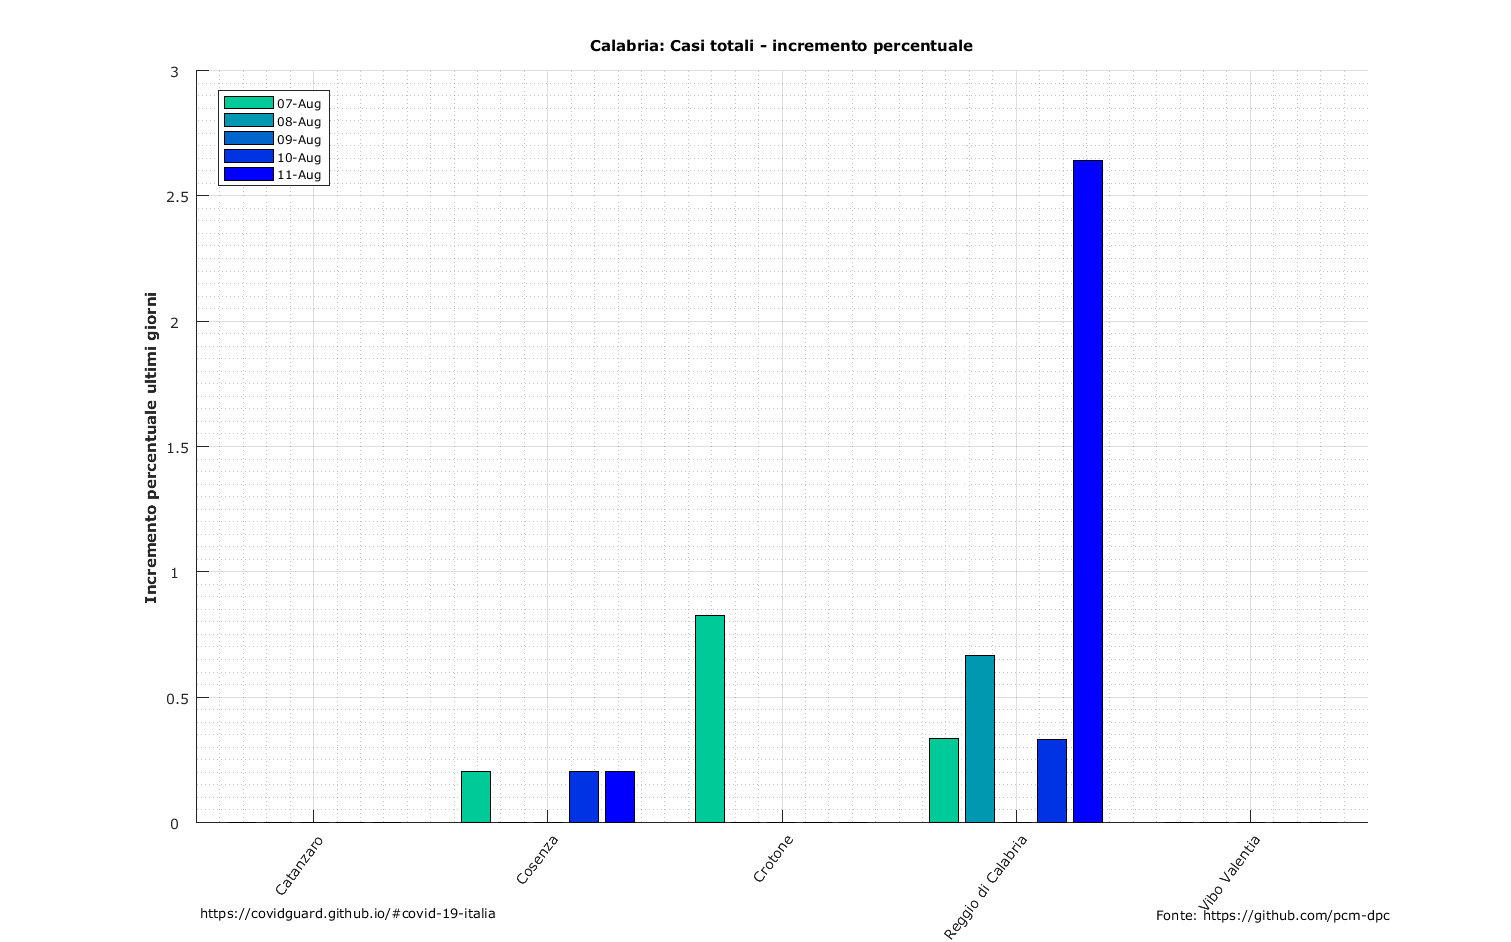 Calabria: Casi totali - incremento percentuale
3
2.5
2
1.5
1
0.5
0
Incremento percentuale ultimi giorni
07-Aug
08-Aug
09-Aug
10-Aug
11-Aug
Catanzaro
Cosenza
Crotone
Reggio di Calabria
Vibo Valentia
https://covidguard.github.io/#covid-19-italia
Fonte: https://github.com/pcm-dpc